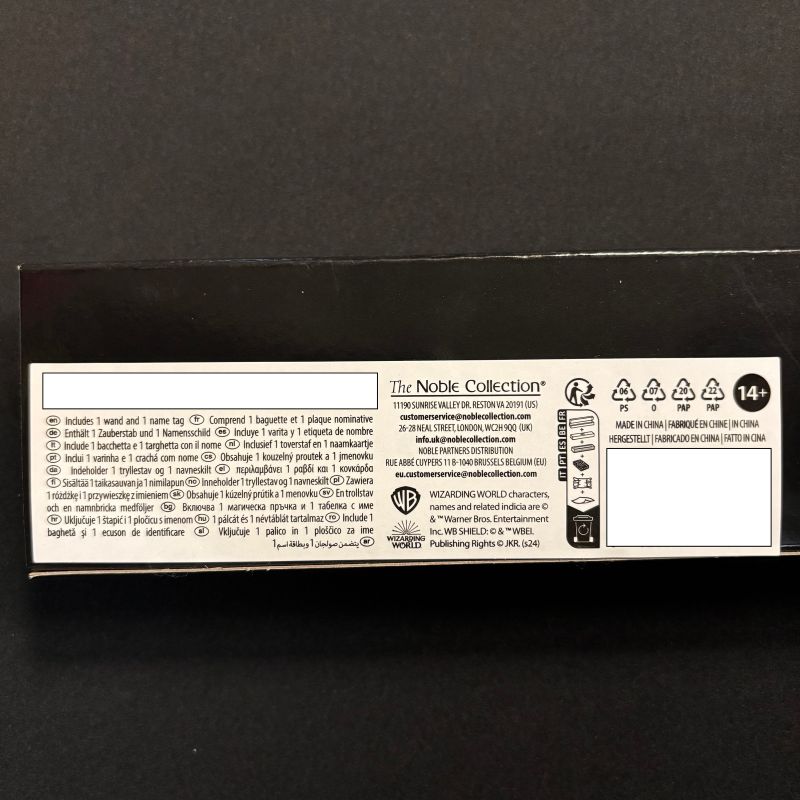 en Includes 1 wand and 1 name tag fr Comprend 1 baguette et 1 plaque nominative
de Enthält 1 Zauberstab und 1 Namensschild es Incluye 1 varita y 1 etiqueta de nombre
Include 1 bacchetta e 1 targhetta con il nome nl Inclusief 1 toverstaf en 1 naamkaartje
pt Inclui 1 varinha e 1 crachá com nome cs Obsahuje 1 kouzelný proutek a 1 jmenovku
da Indeholder 1 tryllestav og 1 navneskilt el περιλαμβάνει 1 ραβδί και 1 κονκάρδα
fi Sisältää 1 taikasauvan ja 1 nimilapun no Inneholder 1 tryllestav og 1 navneskilt pl Zawiera
1 różdżkę i 1 przywieszkę z imieniem sk Obsahuje 1 kúzelný prútik a 1 menovku sv En trollstav
och en namnbricka medföljer bg Включва 1 магическа пръчка и 1 табелка с име
hr Uključuje 1 štapić i 1 pločicu s imenom hu 1 pálcát és 1 névtáblát tartalmaz ro Include 1
baghetă și 1 ecuson de identificare sl Vključuje 1 palico in 1 ploščico za ime
ar يتضمن صولجان 1 وبطاقة اسم 1
The Noble Collection®
11190 SUNRISE VALLEY DR. RESTON VA 20191 (US)
customerservice@noblecollection.com
26-28 NEAL STREET, LONDON, WC2H 9QQ (UK)
info.uk@noblecollection.com
NOBLE PARTNERS DISTRIBUTION
RUE ABBÉ CUYPERS 11 B-1040 BRUSSELS BELGIUM (EU)
eu.customerservice@noblecollection.com
WB
WIZARDING WORLD
WIZARDING WORLD characters,
names and related indicia are ©
& ™ Warner Bros. Entertainment
Inc. WB SHIELD: © & ™ WBEI.
Publishing Rights © JKR. (s24)
IT PT ES BE FR
06 07 20 22
PS O PAP PAP
14+
MADE IN CHINA | FABRIQUÉ EN CHINE | IN CHINA
HERGESTELLT | FABRICADO EN CHINA | FATTO IN CINA